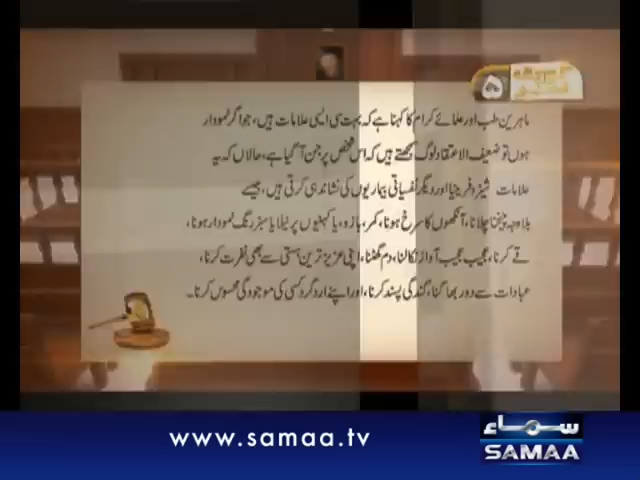 ماہرین طب اور علمائے کرام کا کہنا ہے کہ بہت سی ایسی علامات ہیں، جو اگر نمودار
ہوں تو ضعیف الاعتقاد لوگ سمجھتے ہیں کہ اس شخص پر جن آ گیا ہے، حالاں کہ یہ
علامات شیزوفرینیا اور دیگر نفسیاتی بیماریوں کی نشاندہی کرتی ہیں، جیسے
بلاوجہ چیخنا چلانا، آنکھوں کا سرخ ہونا، کمر، بازو، یا کہنیوں پر نیلا یا سبز رنگ نمودار ہونا،
قے کرنا، عجیب عجیب آواز نکالنا، دم گھٹنا، اپنی عزیز ترین ہستی سے بھی نفرت کرنا،
عبادات سے دور بھاگنا، گندگی پسند کرنا، اور اپنے ارد گرد کسی کی موجودگی محسوس کرنا۔
www.samaa.tv
سماء
SAMAA